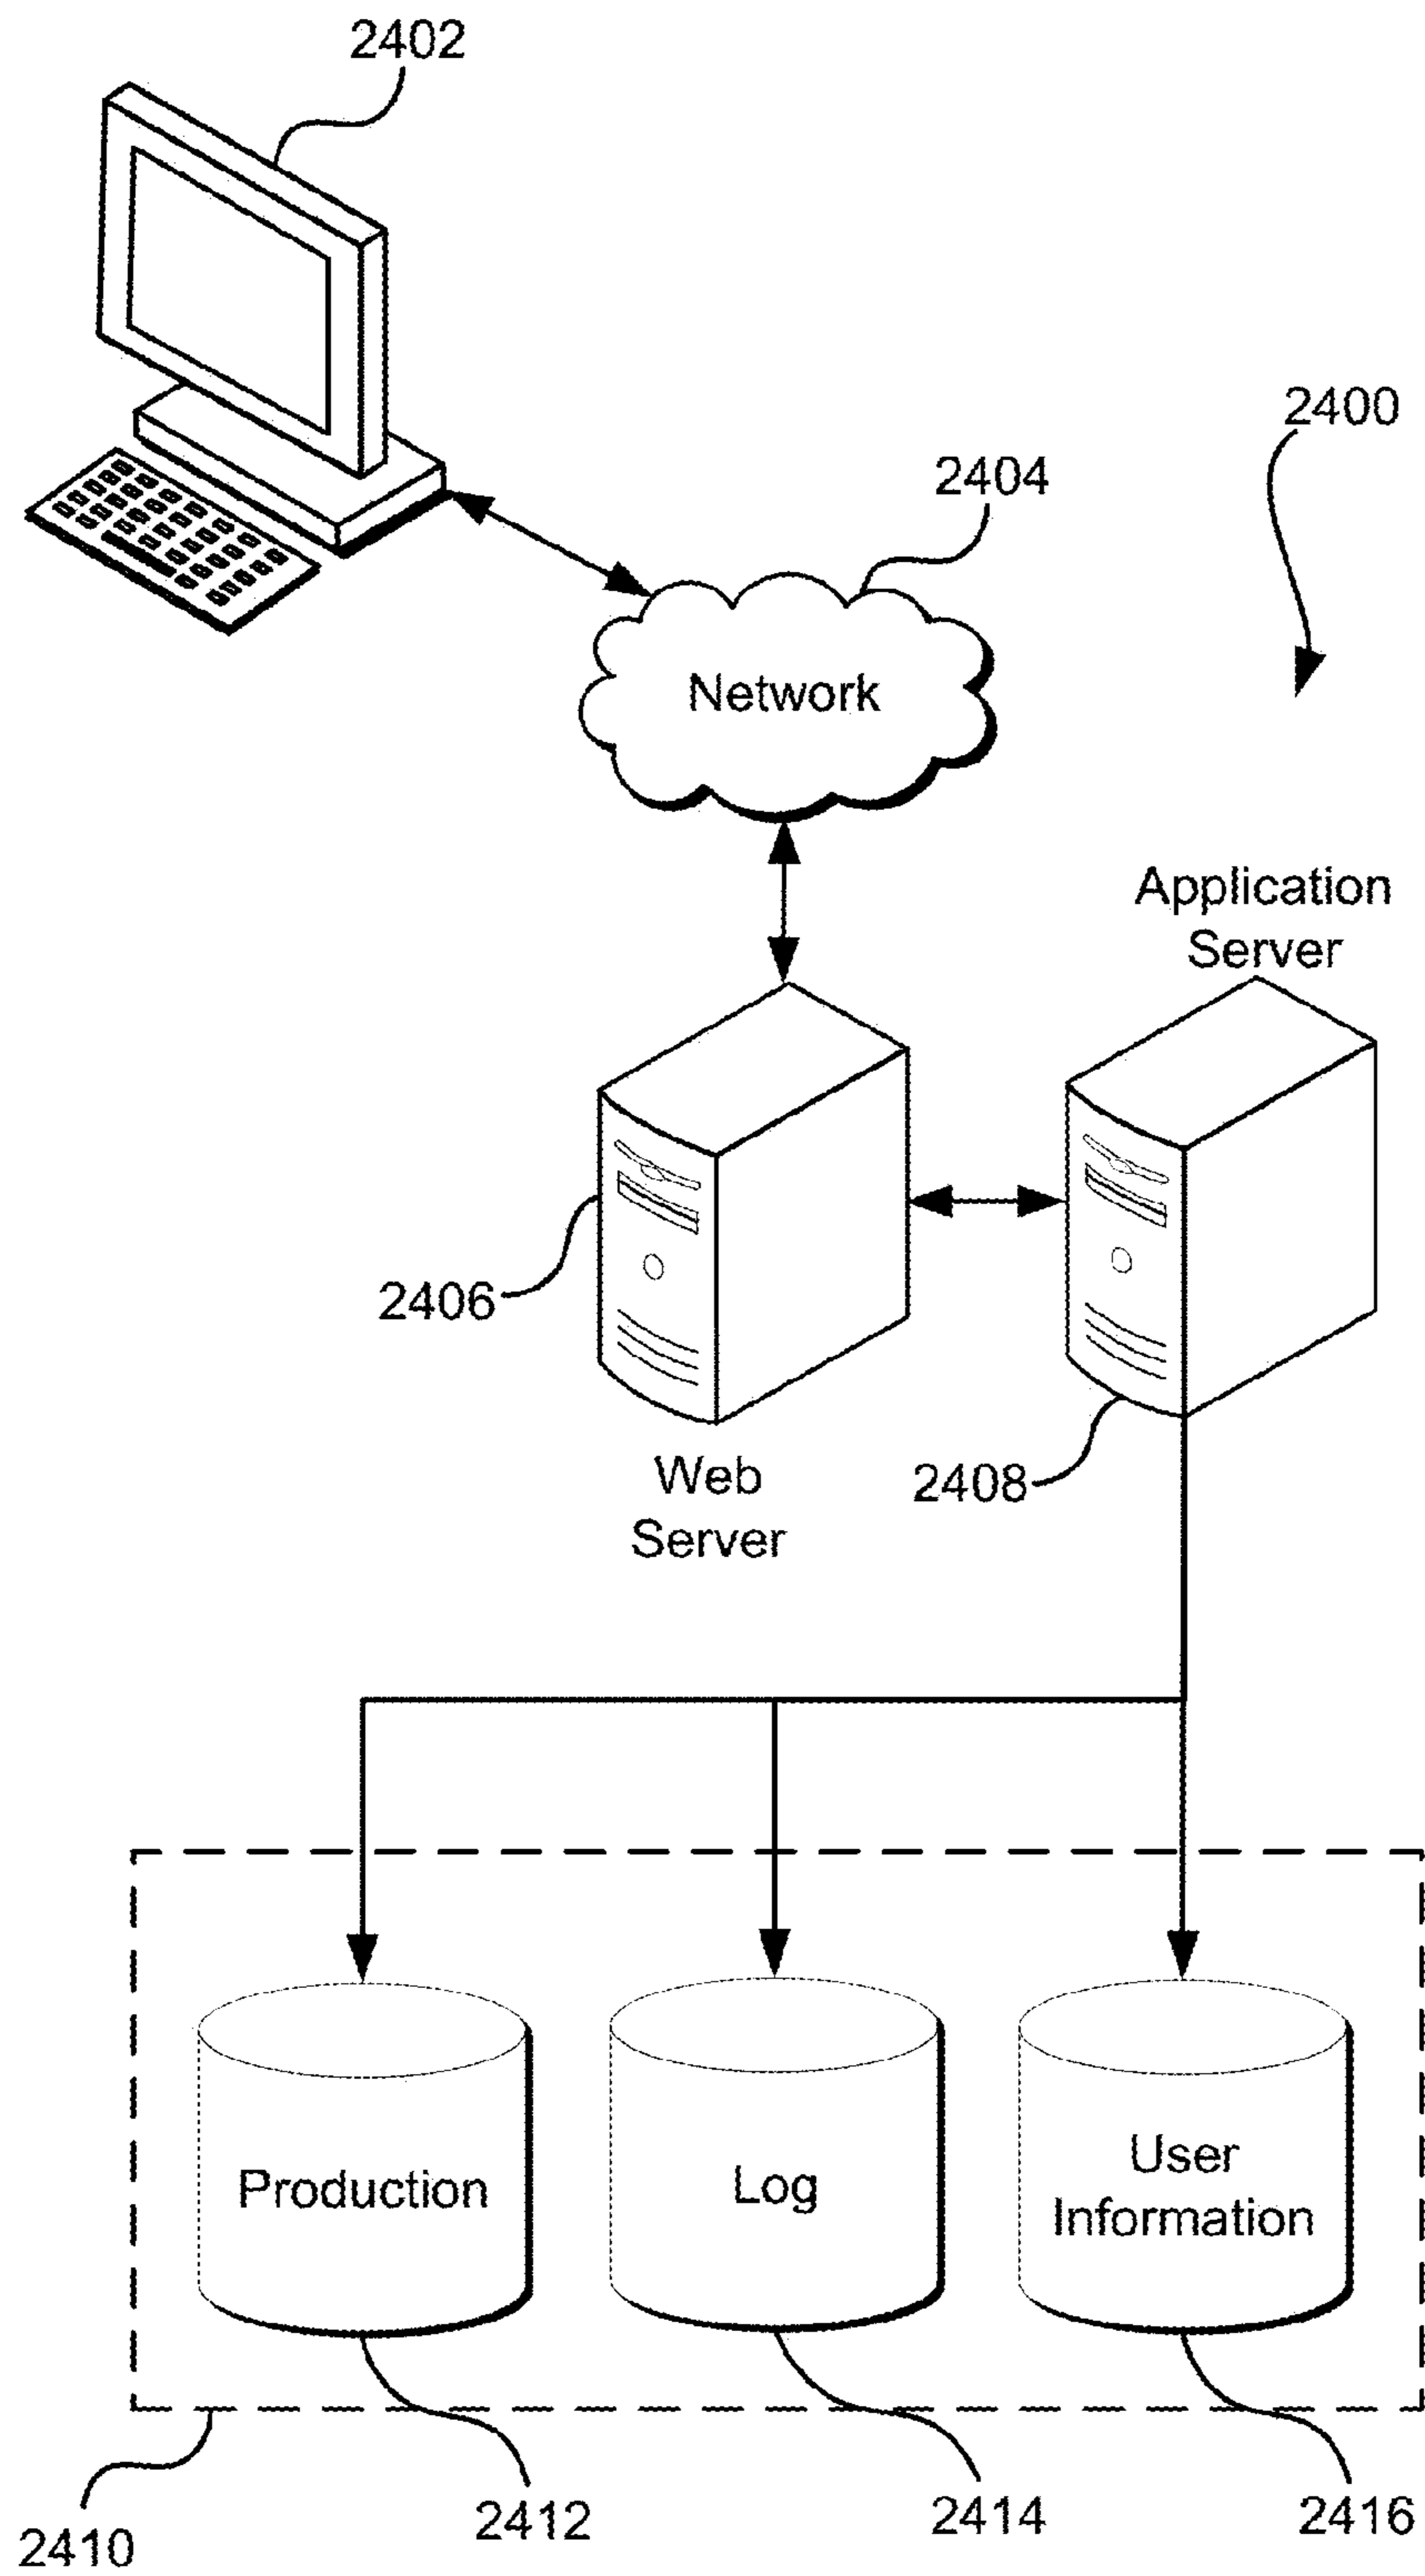 2402
2400
2404
Network
Application
Server
2406
Web
Server
2408
Production
Log
User
Information
2410
2412
2414
2416